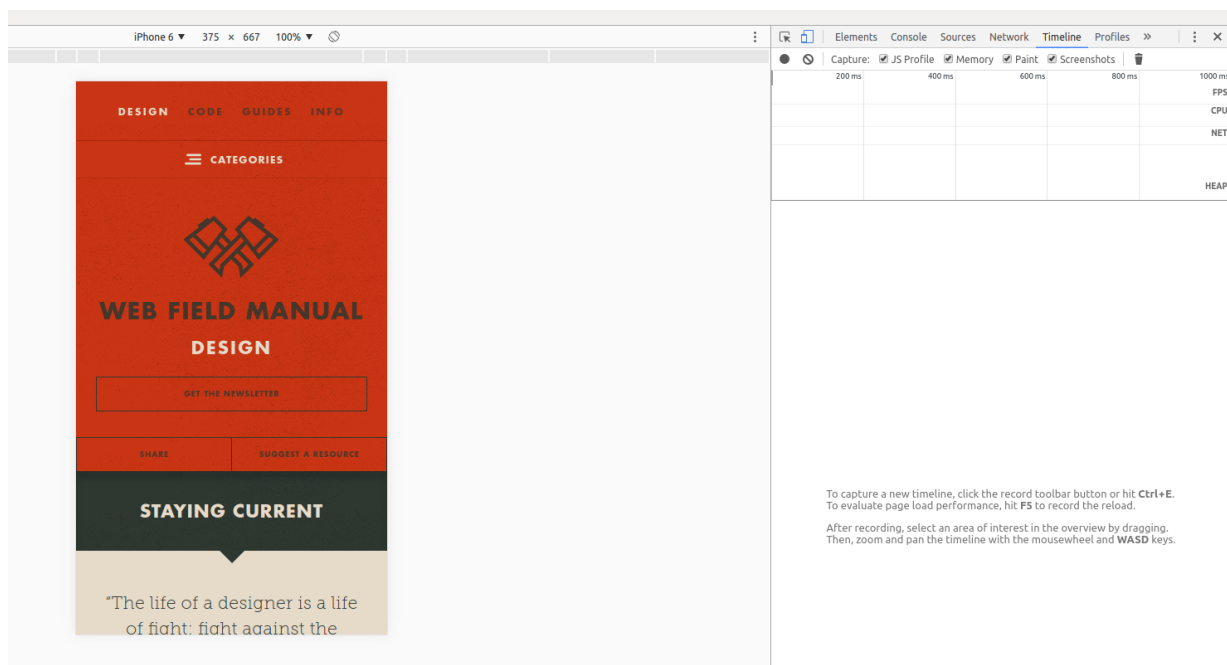 iPhone 6 ▼ 375 × 667 100% ▼
Elements Console Sources Network Timeline Profiles »
Capture: JS Profile Memory Paint Screenshots
200 ms 400 ms 600 ms 800 ms 1000 ms
FPS
CPU
NET
HEAP
DESIGN CODE GUIDES INFO
CATEGORIES
WEB FIELD MANUAL
DESIGN
GET THE NEWSLETTER
SHARE SUGGEST A RESOURCE
STAYING CURRENT
“The life of a designer is a life
of fight: fight against the
To capture a new timeline, click the record toolbar button or hit Ctrl+E.
To evaluate page load performance, hit F5 to record the reload.
After recording, select an area of interest in the overview by dragging.
Then, zoom and pan the timeline with the mousewheel and WASD keys.